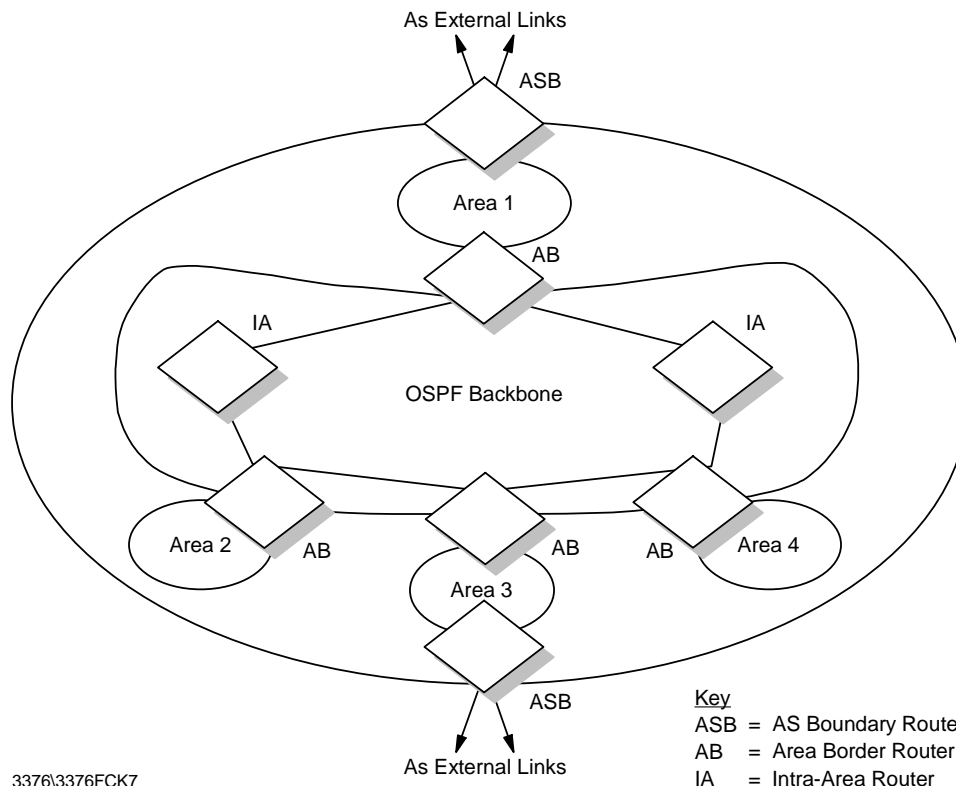 As External Links
ASB
Area 1
AB
IA
IA
OSPF Backbone
Area 2
AB
AB
AB
Area 4
Area 3
ASB
As External Links
Key
ASB = AS Boundary Route
AB = Area Border Router
IA = Intra-Area Router
3376\3376FCK7